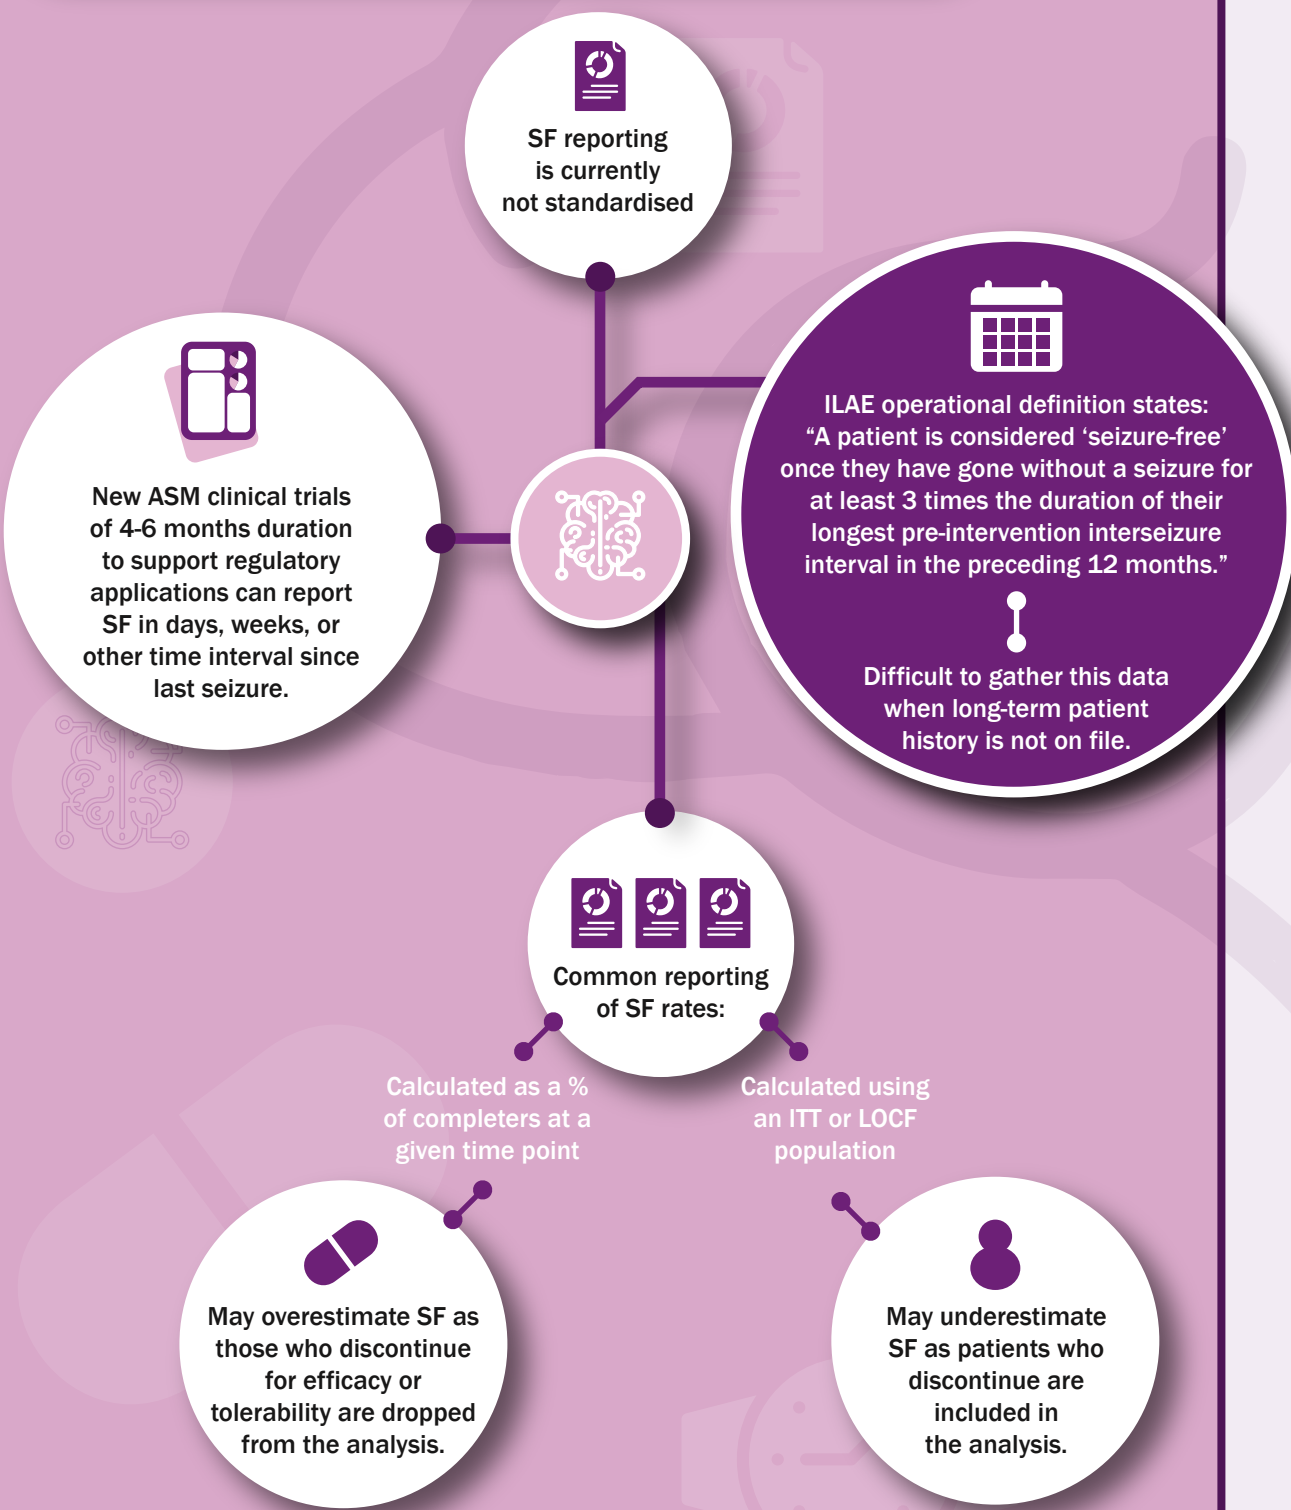 SF reporting
is currently
not standardised
ILAE operational definition states:
“A patient is considered ‘seizure-free’
once they have gone without a seizure for
at least 3 times the duration of their
longest pre-intervention interseizure
interval in the preceding 12 months.”
Difficult to gather this data
when long-term patient
history is not on file.
New ASM clinical trials
of 4-6 months duration
to support regulatory
applications can report
SF in days, weeks, or
other time interval since
last seizure.
Common reporting
of SF rates:
Calculated as a %
of completers at a
given time point
Calculated using
an ITT or LOCF
population
May overestimate SF as
those who discontinue
for efficacy or
tolerability are dropped
from the analysis.
May underestimate
SF as patients who
discontinue are
included in
the analysis.